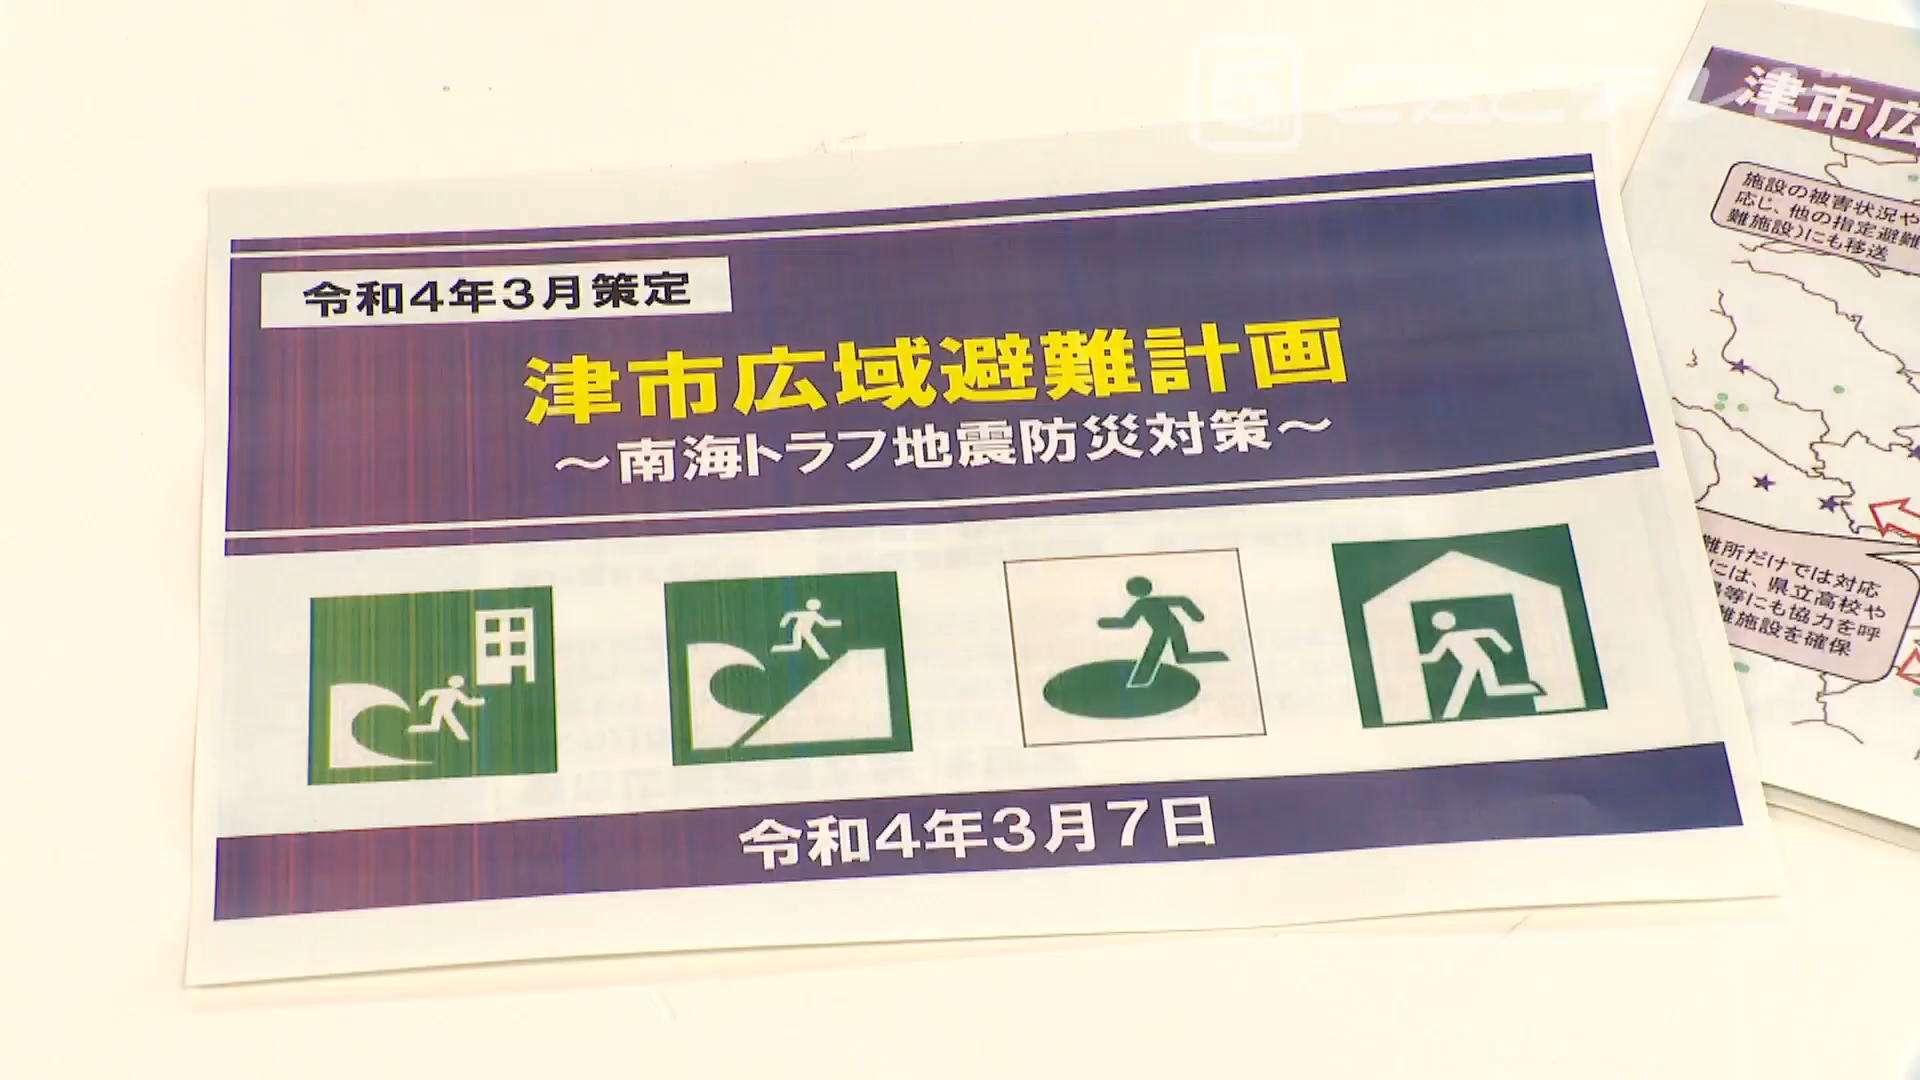 令和4年3月策定
津市広域避難計画
～南海トラフ地震防災対策～
令和4年3月7日
津市広
施設の被害状況や
応じ、他の指定避難
難施設)にも移送
難所だけでは対応
には、県立高校や
等にも協力を呼
難施設を確保